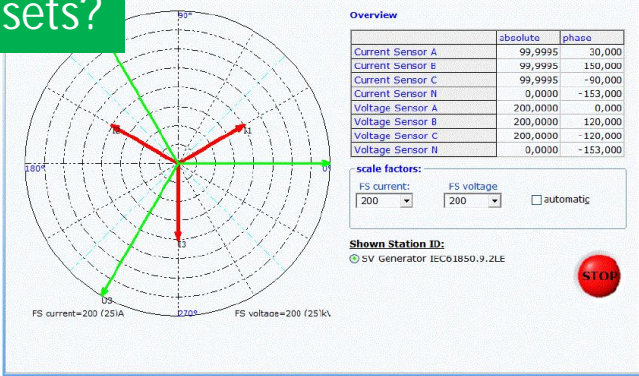 sets?
90°
I2
I1
180°
0°
I3
U3
270°
FS current=200 (25)A
FS voltage=200 (25)kV
Overview
absolute phase
Current Sensor A 99,9995 30,000
Current Sensor B 99,9995 150,000
Current Sensor C 99,9995 -90,000
Current Sensor N 0,0000 -153,000
Voltage Sensor A 200,0000 0,000
Voltage Sensor B 200,0000 120,000
Voltage Sensor C 200,0000 -120,000
Voltage Sensor N 0,0000 -153,000
scale factors:
FS current: FS voltage
200 200 automatic
Shown Station ID:
SV Generator IEC61850.9.2LE
STOP